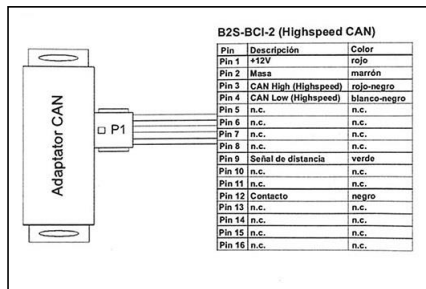 B2S-BCI-2 (Highspeed CAN)
Pin Descripción Color
Pin 1 +12V rojo
Pin 2 Masa marrón
Pin 3 CAN High (Highspeed) rojo-negro
Pin 4 CAN Low (Highspeed) blanco-negro
Pin 5 n.c. n.c.
Pin 6 n.c. n.c.
Pin 7 n.c. n.c.
Pin 8 n.c. n.c.
Pin 9 Señal de distancia verde
Pin 10 n.c. n.c.
Pin 11 n.c. n.c.
Pin 12 Contacto negro
Pin 13 n.c. n.c.
Pin 14 n.c. n.c.
Pin 15 n.c. n.c.
Pin 16 n.c. n.c.
Adaptator CAN
P1